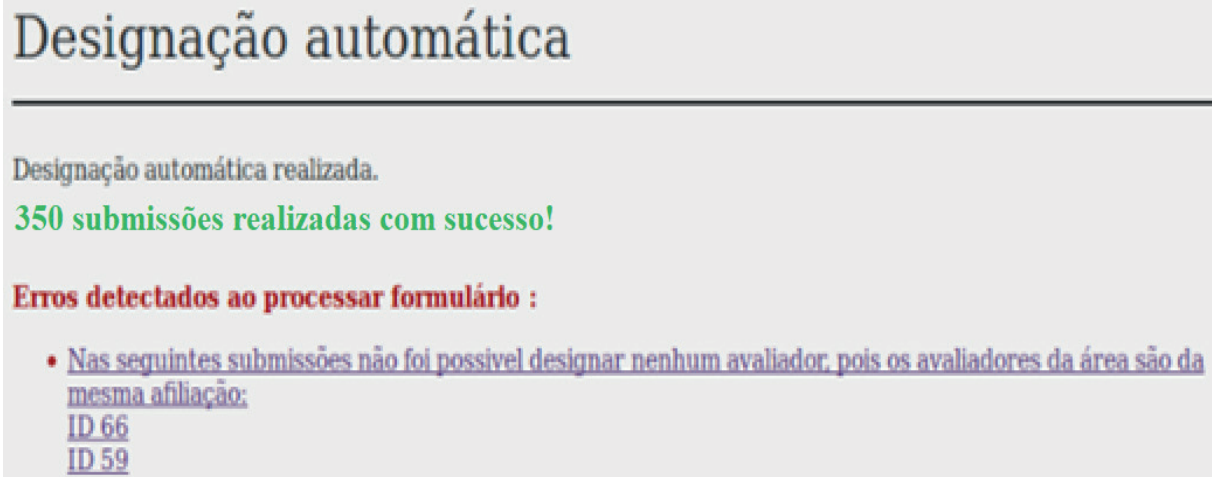 Designação automática
Designação automática realizada.
350 submissões realizadas com sucesso!
Erros detectados ao processar formulário :
• Nas seguintes submissões não foi possivel designar nenhum avaliador, pois os avaliadores da área são da
mesma afiliação:
ID 66
ID 59